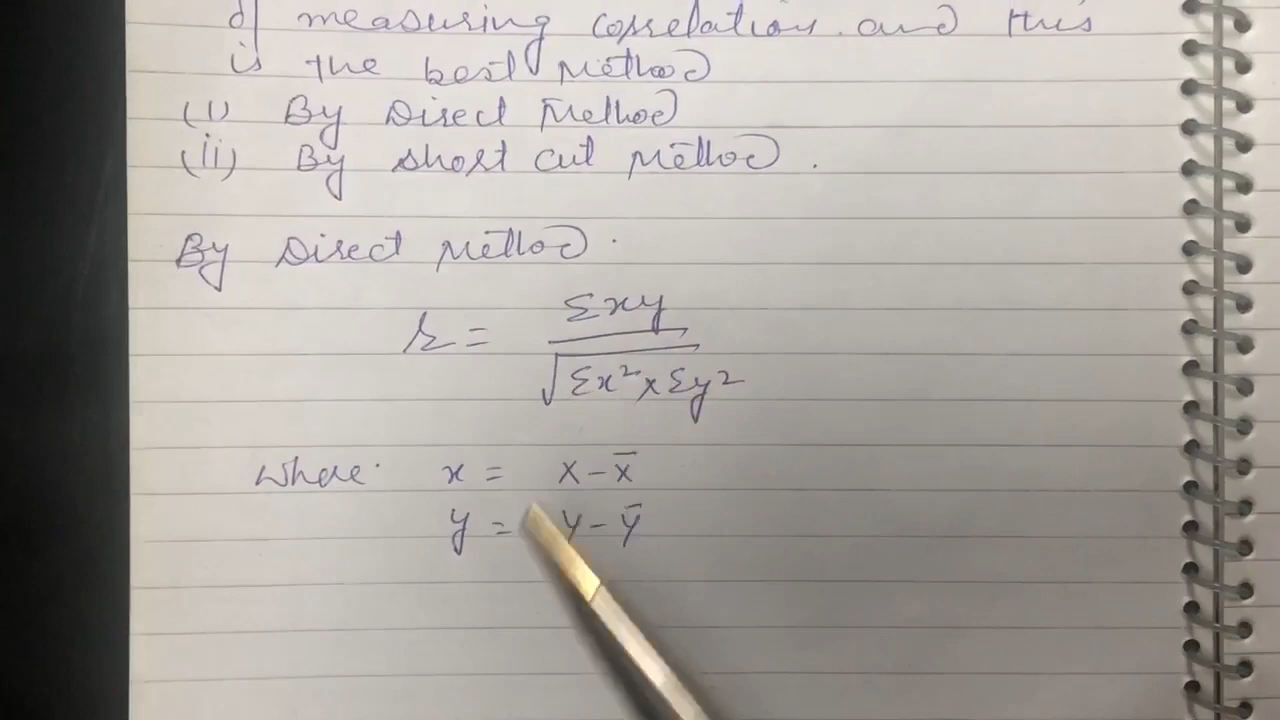 of measuring correlation. and this
is the best Method
(i) By Direct Method
(ii) By short cut Method.
By Direct Method.
r = Σxy / √Σx² × Σy²
where x = X - X̄
y = Y - Ȳ